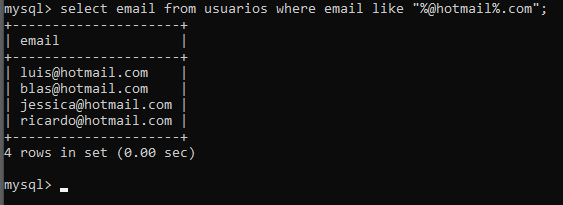 mysql> select email from usuarios where email like "%@hotmail%.com";
+--------------------+
| email              |
+--------------------+
| luis@hotmail.com   |
| blas@hotmail.com   |
| jessica@hotmail.com |
| ricardo@hotmail.com |
+--------------------+
4 rows in set (0.00 sec)
mysql> _